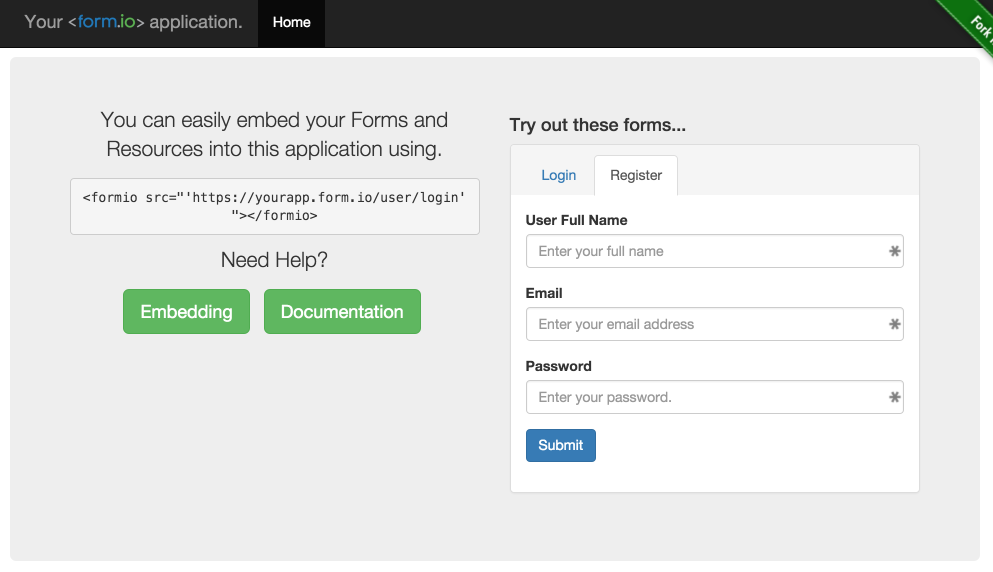 Your <form.io> application.
Home
Fork
You can easily embed your Forms and
Resources into this application using.
<formio src="'https://yourapp.form.io/user/login'
"></formio>
Need Help?
Embedding
Documentation
Try out these forms...
Login
Register
User Full Name
Enter your full name
Email
Enter your email address
Password
Enter your password.
Submit